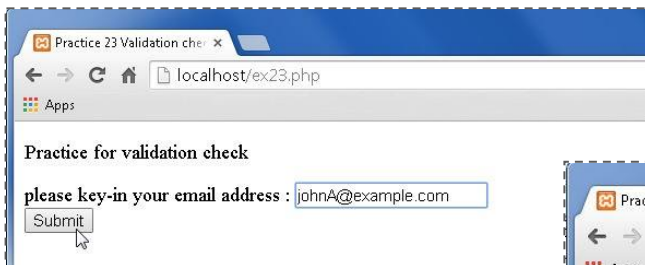 Practice 23 Validation che
localhost/ex23.php
Apps
Practice for validation check
please key-in your email address : johnA@example.com
Submit
Prac